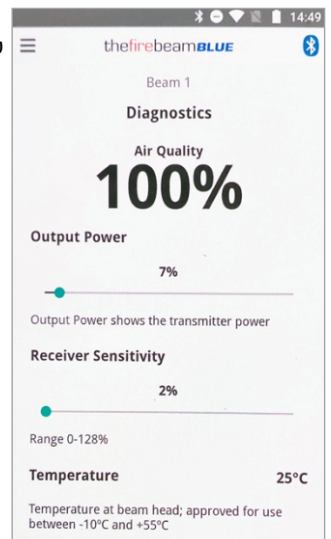 14:49
thefirebeamBLUE
Beam 1
Diagnostics
Air Quality
100%
Output Power
7%
Output Power shows the transmitter power
Receiver Sensitivity
2%
Range 0-128%
Temperature 25°C
Temperature at beam head; approved for use
between -10°C and +55°C